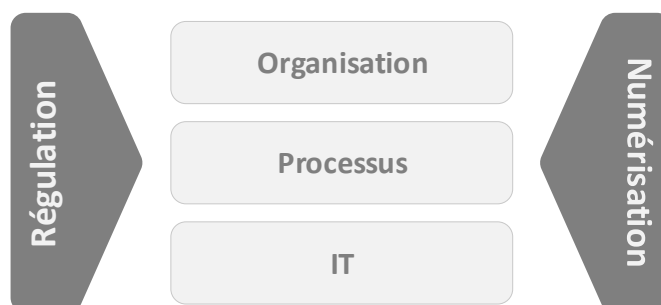 Régulation
Organisation
Processus
IT
Numérisation